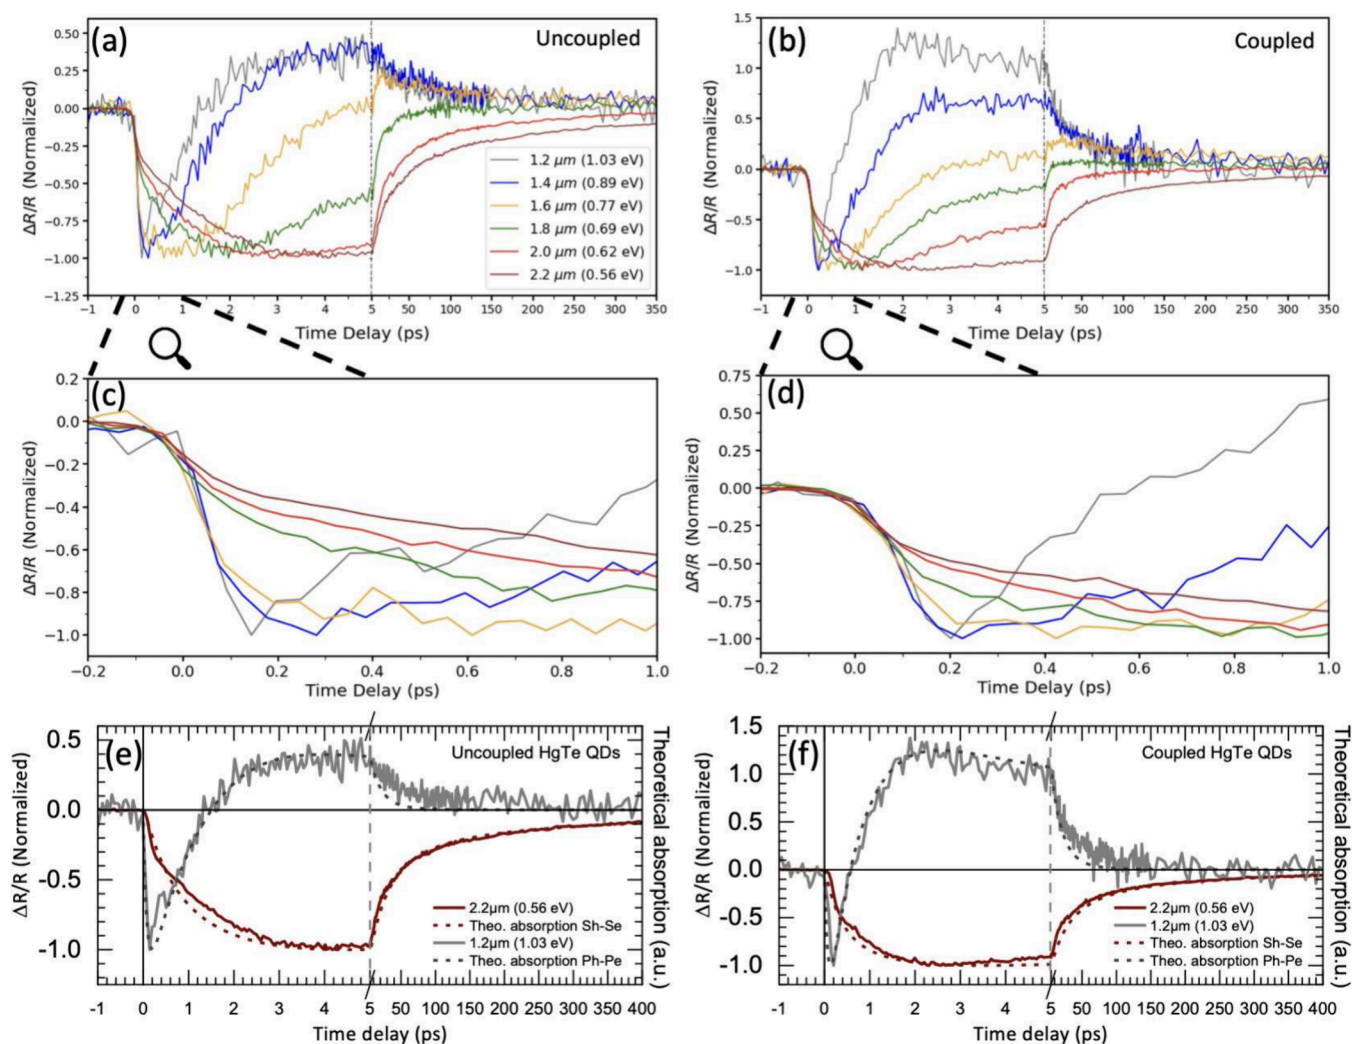 (a)
Uncoupled
ΔR/R (Normalized)
0.50
0.25
0.00
−0.25
−0.50
−0.75
−1.00
−1.25
1.2 μm (1.03 eV)
1.4 μm (0.89 eV)
1.6 μm (0.77 eV)
1.8 μm (0.69 eV)
2.0 μm (0.62 eV)
2.2 μm (0.56 eV)
−1 0 1 2 3 4 5 50 100 150 200 250 300 350
Time Delay (ps)
(b)
Coupled
ΔR/R (Normalized)
1.5
1.0
0.5
0.0
−0.5
−1.0
−1 0 1 2 3 4 5 50 100 150 200 250 300 350
Time Delay (ps)
(c)
ΔR/R (Normalized)
0.2
0.0
−0.2
−0.4
−0.6
−0.8
−1.0
−0.2 0.0 0.2 0.4 0.6 0.8 1.0
Time Delay (ps)
(d)
ΔR/R (Normalized)
0.75
0.50
0.25
0.00
−0.25
−0.50
−0.75
−1.00
−0.2 0.0 0.2 0.4 0.6 0.8 1.0
Time Delay (ps)
(e)
Uncoupled HgTe QDs
ΔR/R (Normalized)
0.5
0.0
-0.5
-1.0
2.2μm (0.56 eV)
Theo. absorption Sh-Se
1.2μm (1.03 eV)
Theo. absorption Ph-Pe
Theoretical absorption (a.u.)
-1 0 1 2 3 4 5 50 100 150 200 250 300 350 400
Time delay (ps)
(f)
Coupled HgTe QDs
ΔR/R (Normalized)
1.5
1.0
0.5
0.0
-0.5
-1.0
2.2μm (0.56 eV)
Theo. absorption Sh-Se
1.2μm (1.03 eV)
Theo. absorption Ph-Pe
Theoretical absorption (a.u.)
-1 0 1 2 3 4 5 50 100 150 200 250 300 350 400
Time delay (ps)